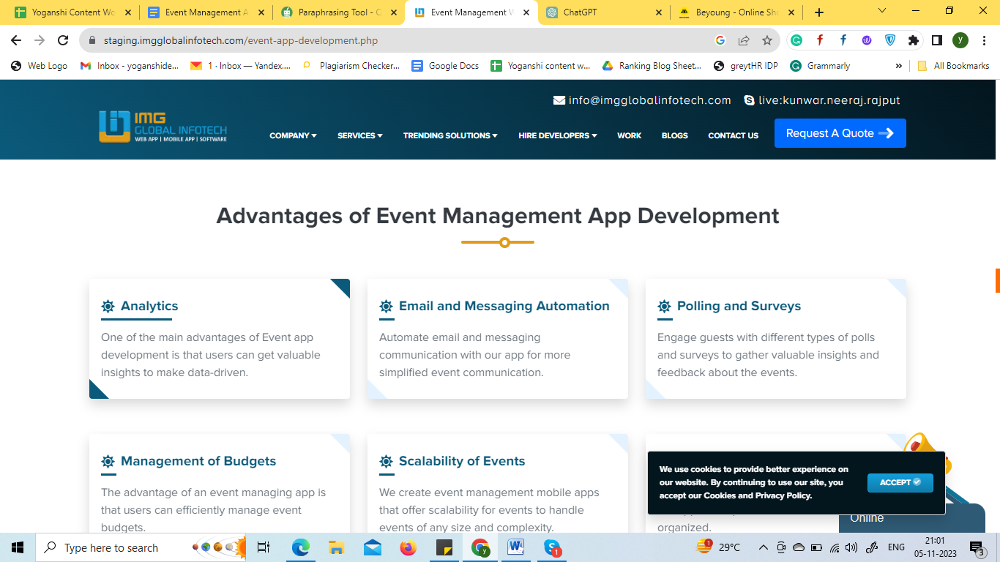 Yoganshi Content Wo
Event Management A
Paraphrasing Tool - Q
Event Management W
ChatGPT
Beyoung - Online Sho
staging.imgglobalinfotech.com/event-app-development.php
Web Logo
Inbox - yoganshide...
1 · Inbox — Yandex....
Plagiarism Checker...
Google Docs
Yoganshi content w...
Ranking Blog Sheet...
greytHR IDP
Grammarly
»
All Bookmarks
info@imgglobalinfotech.com
live:kunwar.neeraj.rajput
IMG
GLOBAL INFOTECH
WEB APP | MOBILE APP | SOFTWARE
COMPANY
SERVICES
TRENDING SOLUTIONS
HIRE DEVELOPERS
WORK
BLOGS
CONTACT US
Request A Quote
Advantages of Event Management App Development
Analytics
One of the main advantages of Event app
development is that users can get valuable
insights to make data-driven.
Email and Messaging Automation
Automate email and messaging
communication with our app for more
simplified event communication.
Polling and Surveys
Engage guests with different types of polls
and surveys to gather valuable insights and
feedback about the events.
Management of Budgets
The advantage of an event managing app is
that users can efficiently manage event
budgets.
Scalability of Events
We create event management mobile apps
that offer scalability for events to handle
events of any size and complexity.
organized.
We use cookies to provide better experience on
our website. By continuing to use our site, you
accept our Cookies and Privacy Policy.
ACCEPT
Online
Type here to search
29°C
ENG
21:01
05-11-2023